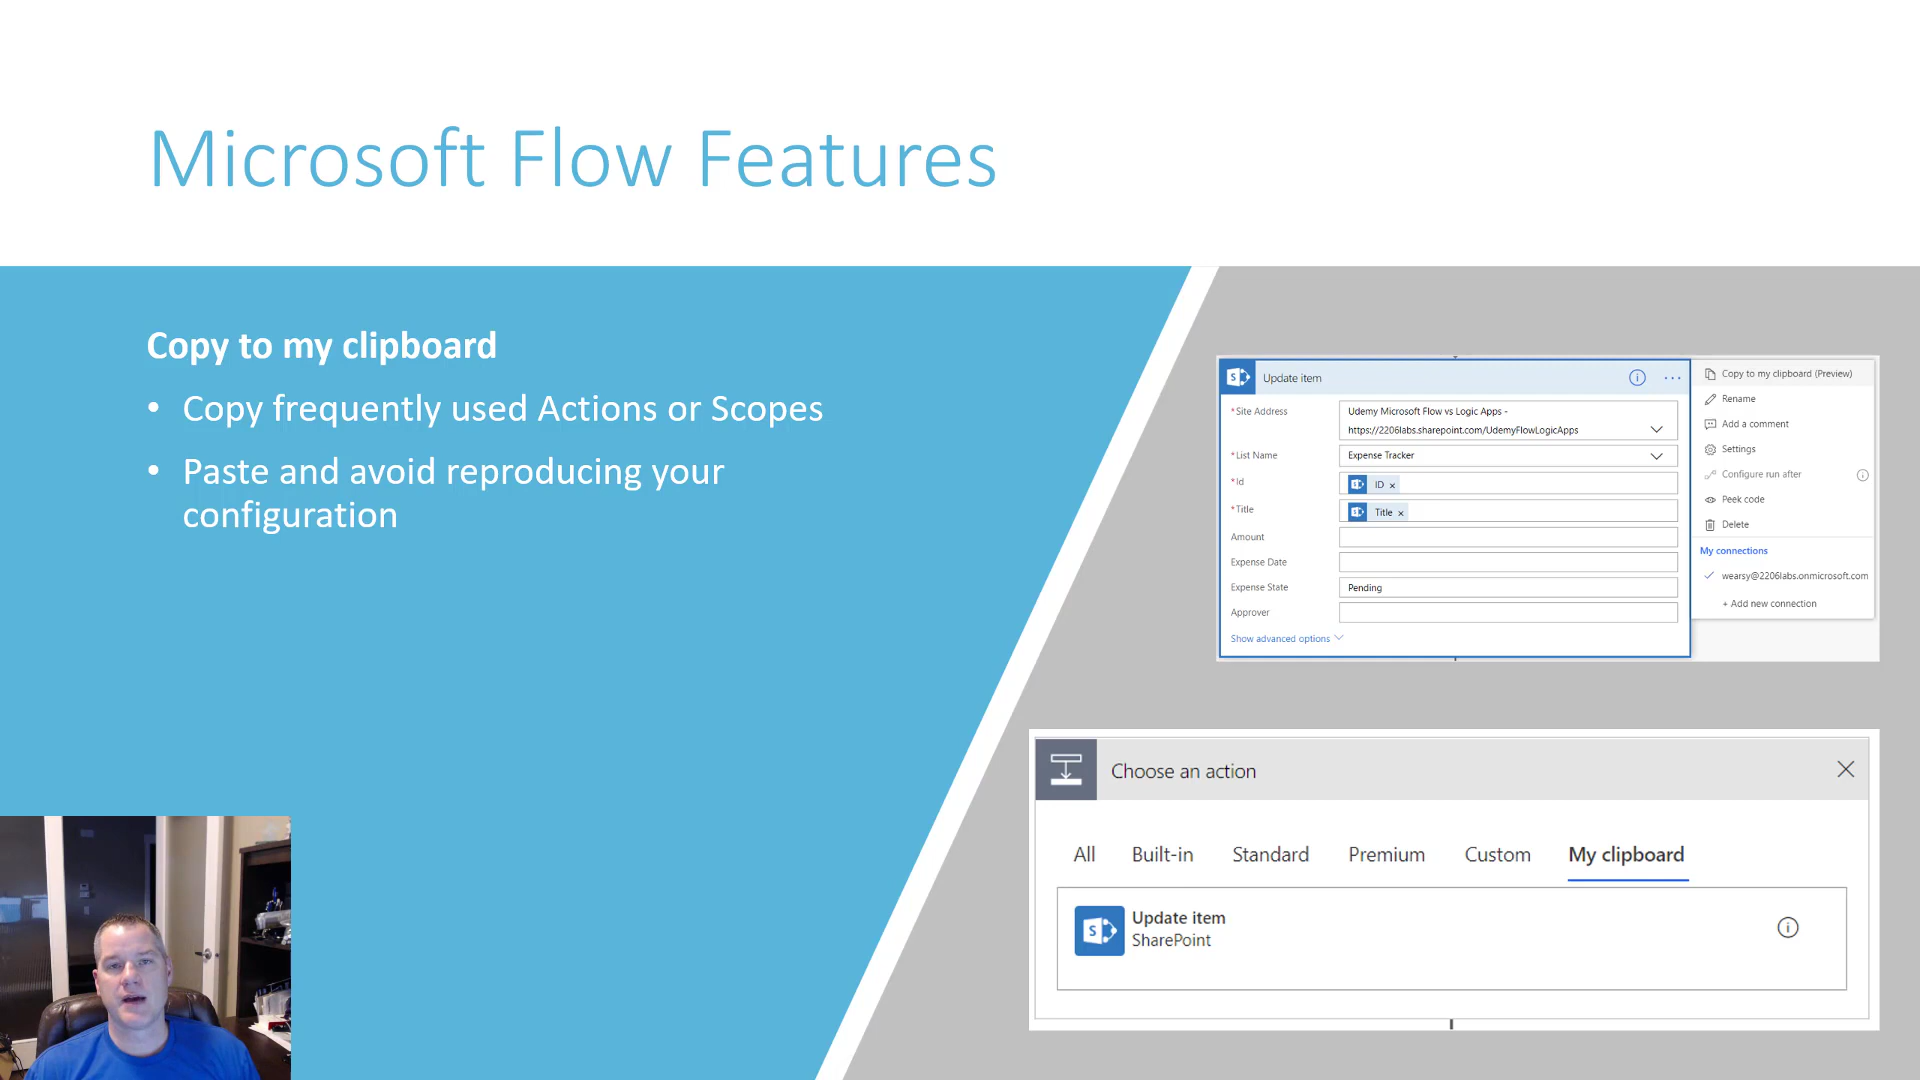 Microsoft Flow Features
Copy to my clipboard
• Copy frequently used Actions or Scopes
• Paste and avoid reproducing your
configuration
Update item
*Site Address
Udemy Microsoft Flow vs Logic Apps -
https://2206labs.sharepoint.com/UdemyFlowLogicApps
*List Name
Expense Tracker
*Id
ID ×
*Title
Title ×
Amount
Expense Date
Expense State
Pending
Approver
Show advanced options
Copy to my clipboard (Preview)
Rename
Add a comment
Settings
Configure run after
Peek code
Delete
My connections
wearsy@2206labs.onmicrosoft.com
+ Add new connection
Choose an action
All Built-in Standard Premium Custom My clipboard
Update item
SharePoint